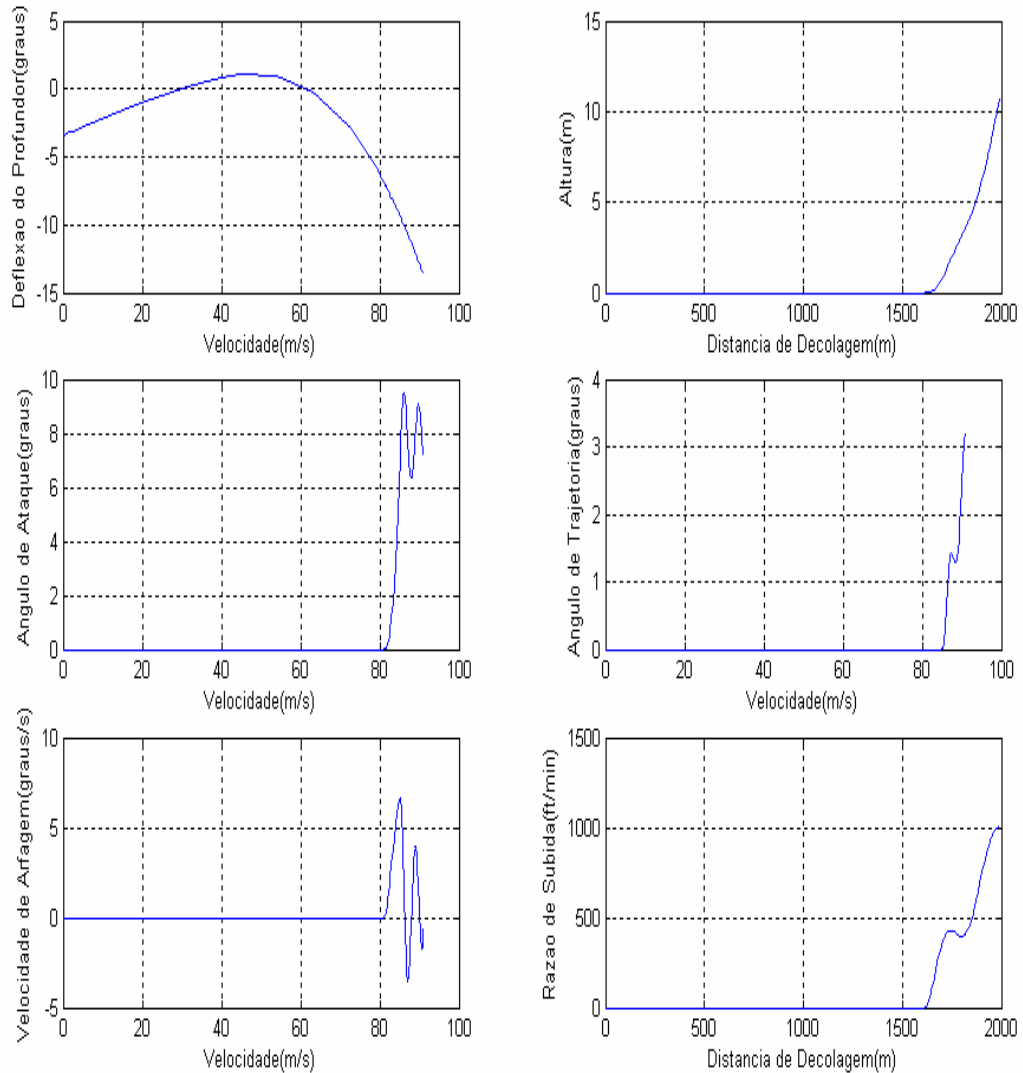 Deflexao do Profundor(graus)
5
0
-5
-10
-15
0 20 40 60 80 100
Velocidade(m/s)
Altura(m)
15
10
5
0
0 500 1000 1500 2000
Distancia de Decolagem(m)
Angulo de Ataque(graus)
10
8
6
4
2
0
0 20 40 60 80 100
Velocidade(m/s)
Angulo de Trajetoria(graus)
4
3
2
1
0
0 20 40 60 80 100
Velocidade(m/s)
Velocidade de Arfagem(graus/s)
10
5
0
-5
0 20 40 60 80 100
Velocidade(m/s)
Razao de Subida(ft/min)
1500
1000
500
0
0 500 1000 1500 2000
Distancia de Decolagem(m)